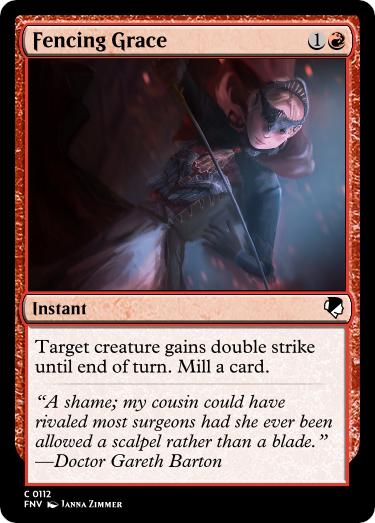 Fencing Grace 1
Instant
Target creature gains double strike
until end of turn. Mill a card.
“A shame; my cousin could have
rivaled most surgeons had she ever been
allowed a scalpel rather than a blade.”
—Doctor Gareth Barton
C 0112
FNV Janna Zimmer